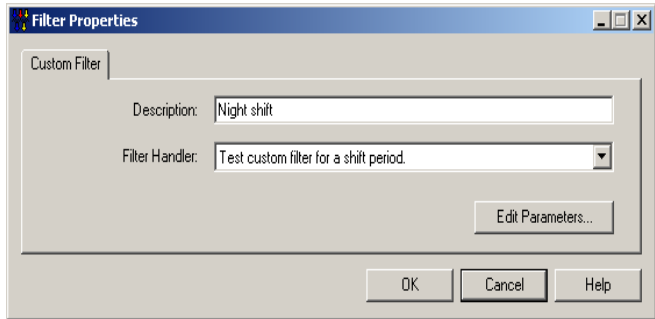 Filter Properties
Custom Filter
Description: Night shift
Filter Handler: Test custom filter for a shift period.
Edit Parameters...
OK Cancel Help